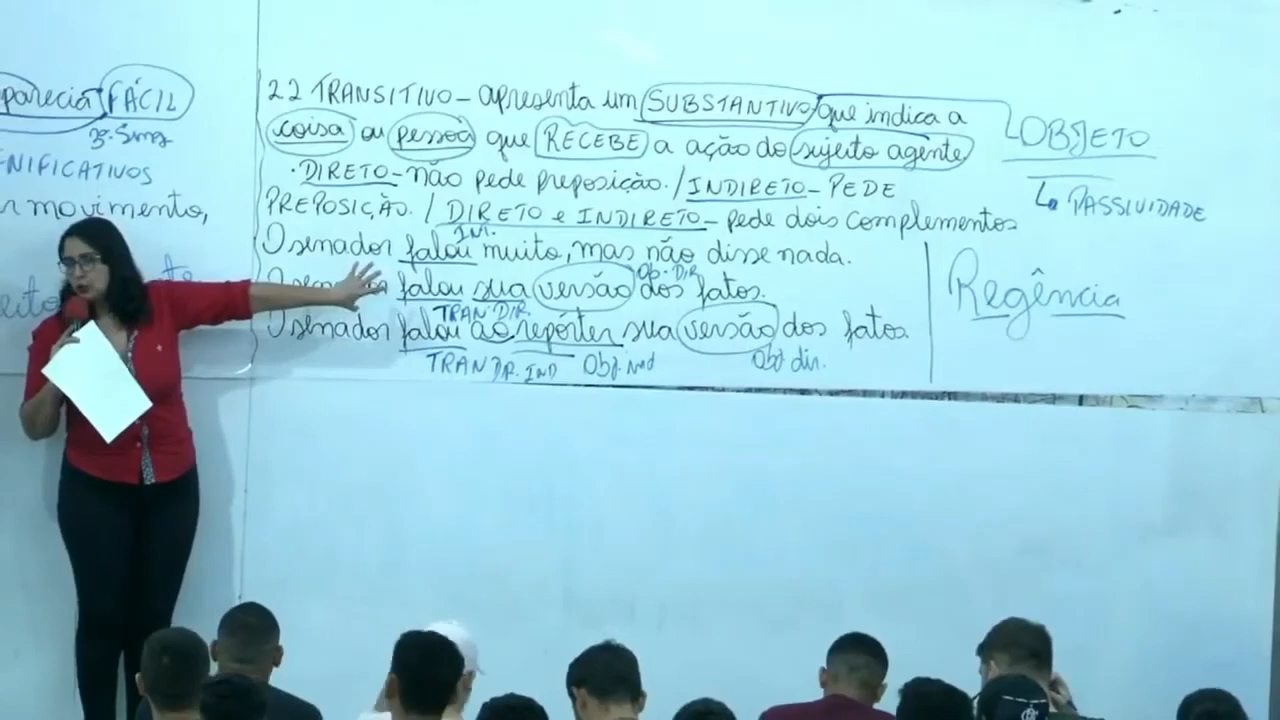 parecia FÁCIL
3ª Sing
NIFICATIVOS
r movimento,
2.2 TRANSITIVO - apresenta um SUBSTANTIVO que indica a
coisa ou pessoa que RECEBE a ação do sujeito agente
OBJETO
PASSIVIDADE
· DIRETO - não pede preposição. / INDIRETO - PEDE
PREPOSIÇÃO. / DIRETO e INDIRETO - pede dois complementos
INT.
O senador falou muito, mas não disse nada.
Ob. DIR
falou sua versão dos fatos.
TRAN DIR.
O senador falou ao repórter sua versão dos fatos.
TRAN DIR. IND Obj. ind Obj dir.
Regência